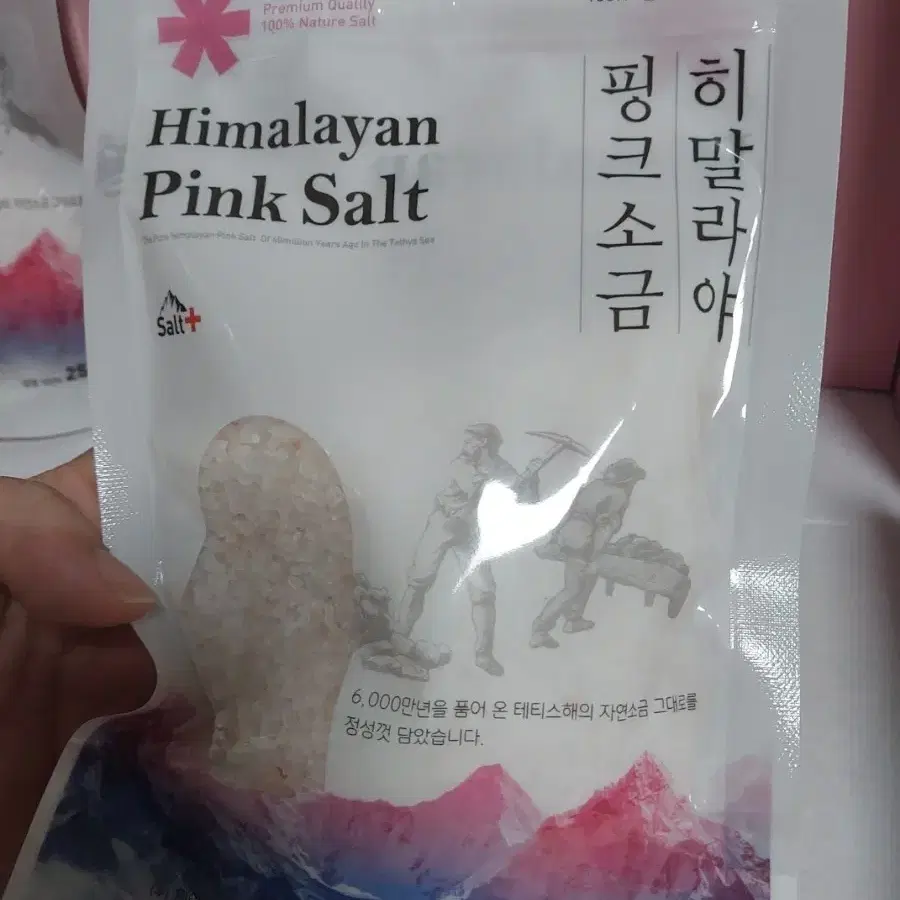 Premium Quality
100% Nature Salt
Himalayan
Pink Salt
히말라야
핑크소금
Salt+
6,000만년을 품어 온 테티스해의 자연소금 그대로를
정성껏 담았습니다.
25